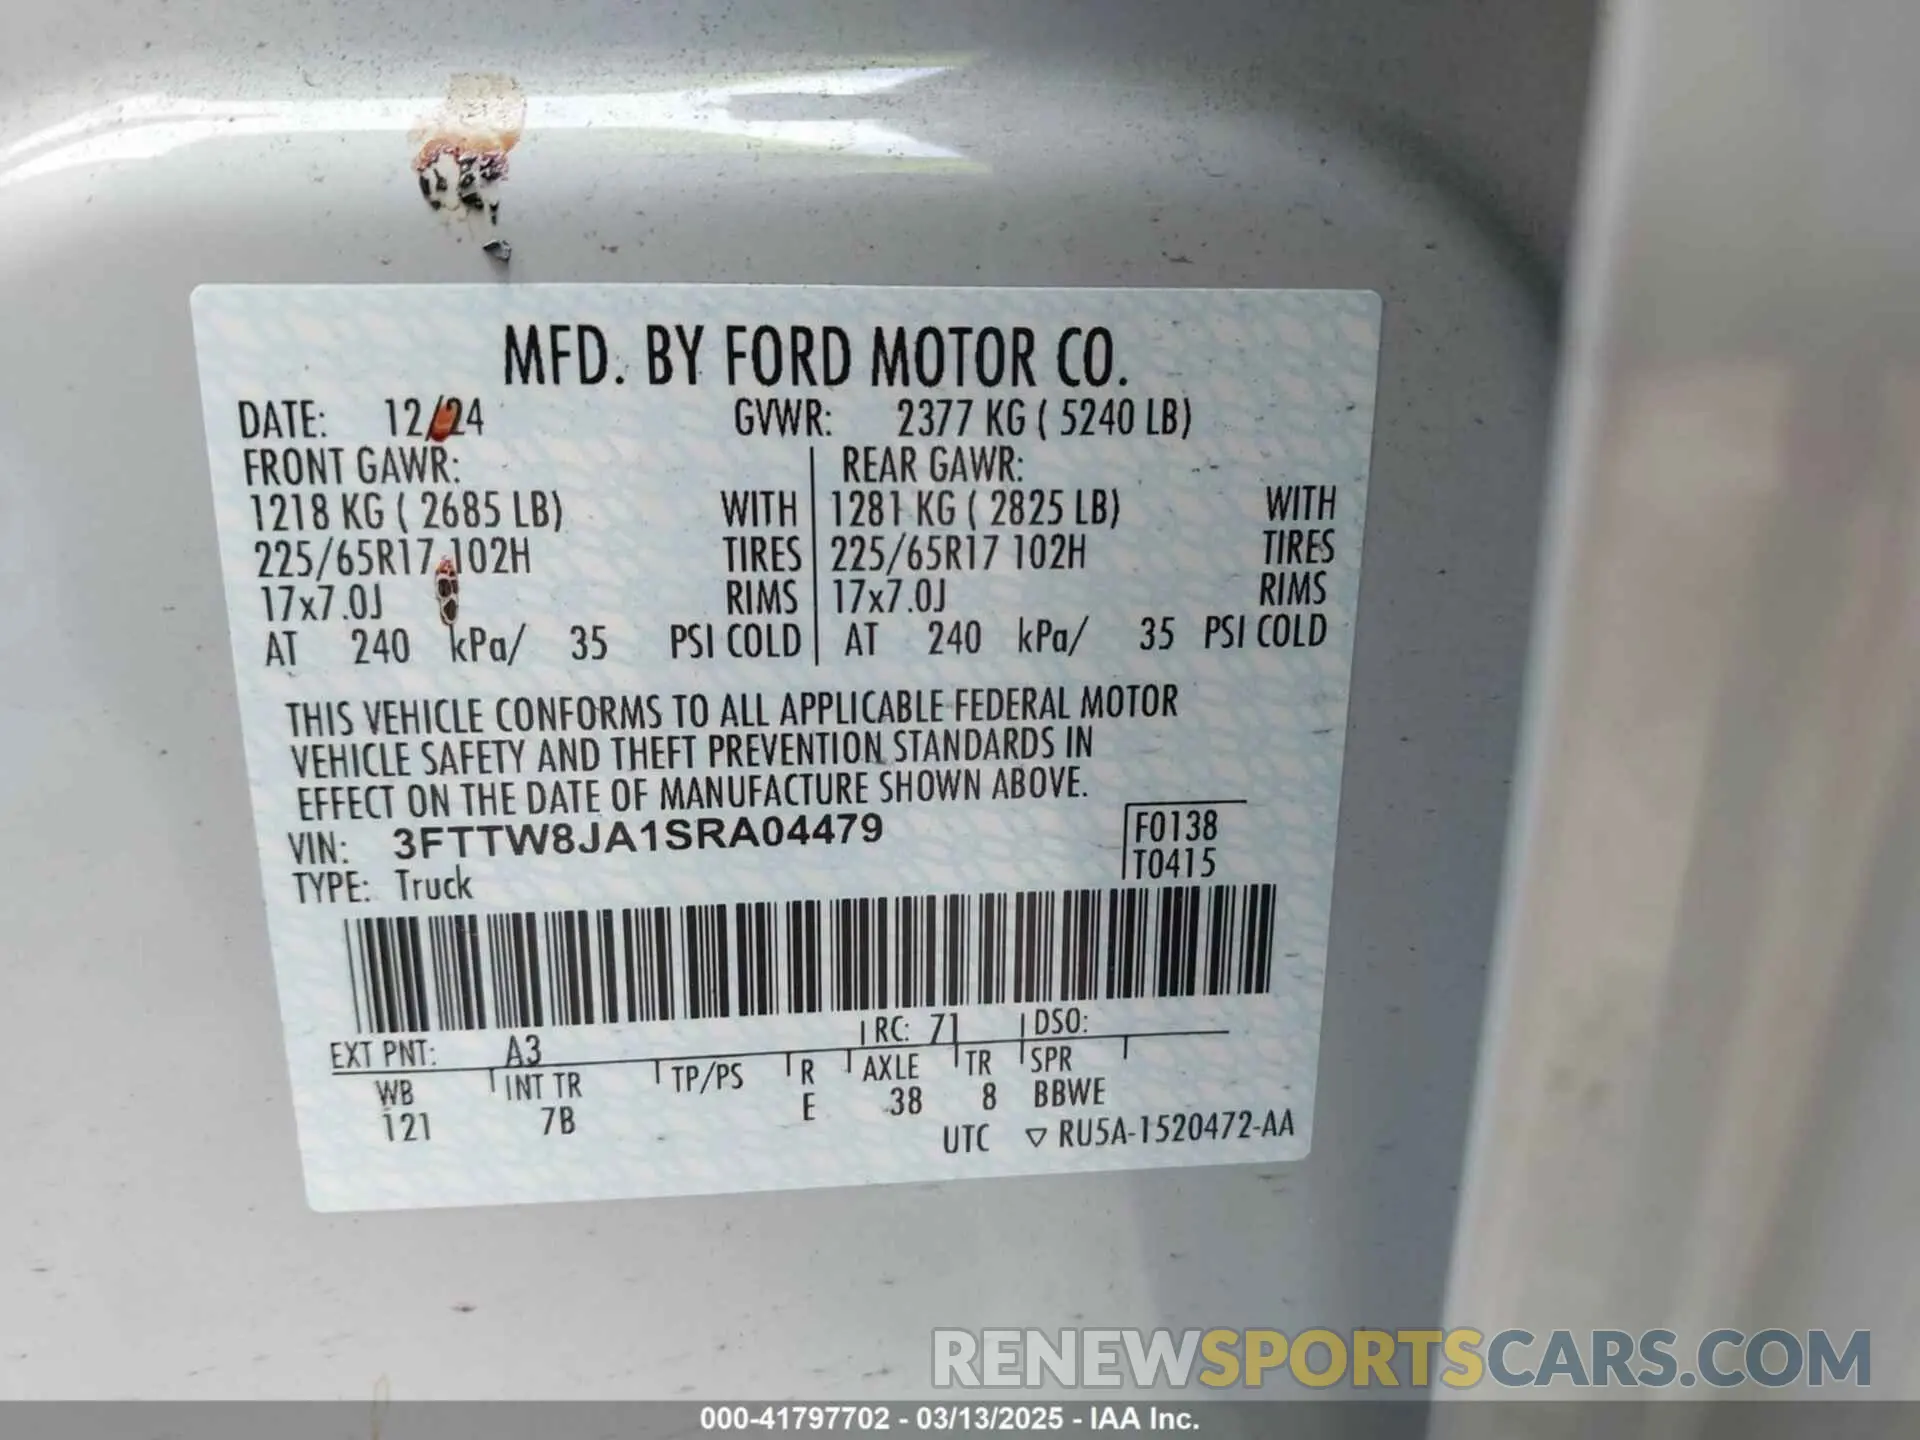 MFD. BY FORD MOTOR CO.
DATE: 12/24 GVWR: 2377 KG ( 5240 LB)
FRONT GAWR: REAR GAWR:
1218 KG ( 2685 LB) WITH 1281 KG ( 2825 LB) WITH
225/65R17 102H TIRES 225/65R17 102H TIRES
17x7.0J RIMS 17x7.0J RIMS
AT 240 kPa/ 35 PSI COLD AT 240 kPa/ 35 PSI COLD
THIS VEHICLE CONFORMS TO ALL APPLICABLE FEDERAL MOTOR
VEHICLE SAFETY AND THEFT PREVENTION STANDARDS IN
EFFECT ON THE DATE OF MANUFACTURE SHOWN ABOVE.
VIN: 3FTTW8JA1SRA04479 F0138
TYPE: Truck T0415
EXT PNT: A3 RC: 71 DSO:
WB INT TR TP/PS R AXLE TR SPR
121 7B E 38 8 BBWE
UTC ▽ RU5A-1520472-AA
RENEWSPORTSCARS.COM
000-41797702 - 03/13/2025 - IAA Inc.